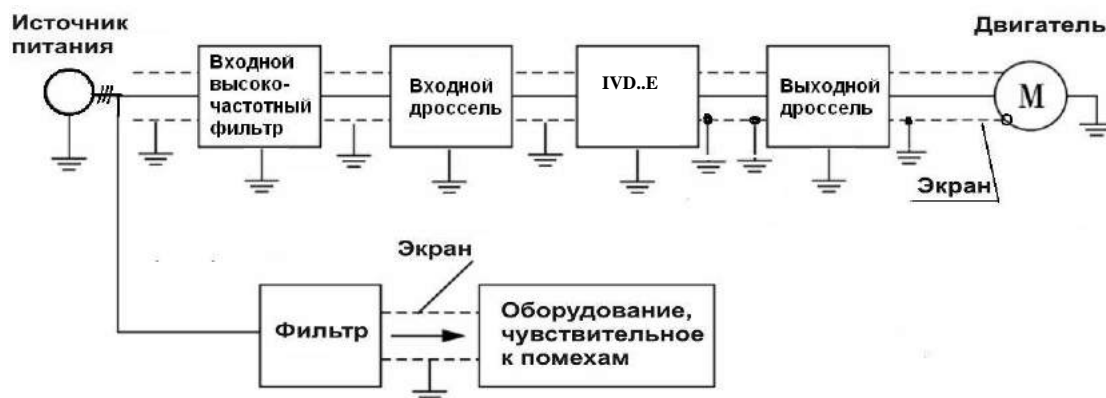 Источник
питания
Входной
высоко-
частотный
фильтр
Входной
дроссель
IVD..E
Выходной
дроссель
Двигатель
М
Экран
Экран
Фильтр
Оборудование,
чувствительное
к помехам